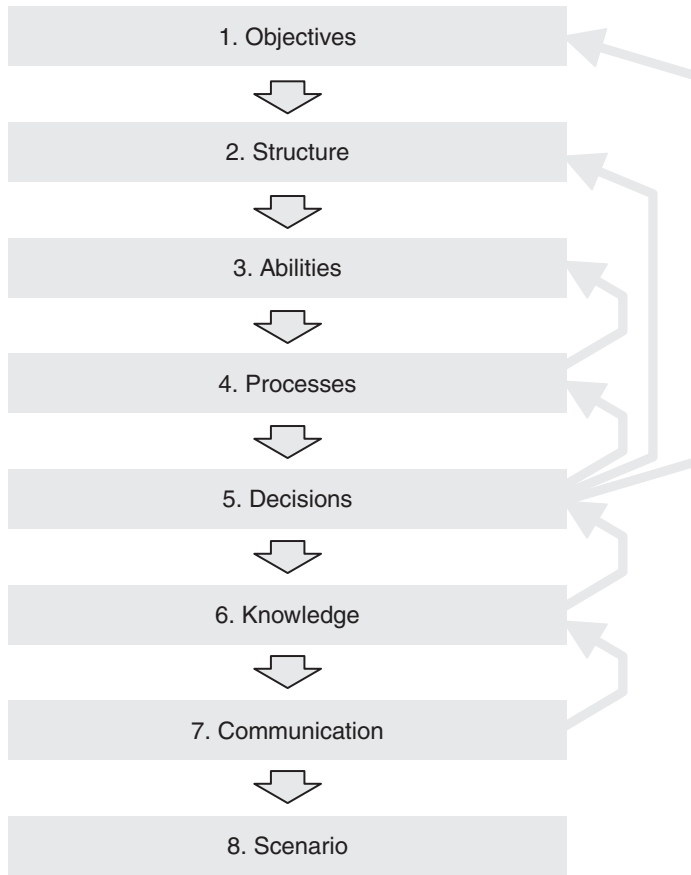 1. Objectives
2. Structure
3. Abilities
4. Processes
5. Decisions
6. Knowledge
7. Communication
8. Scenario